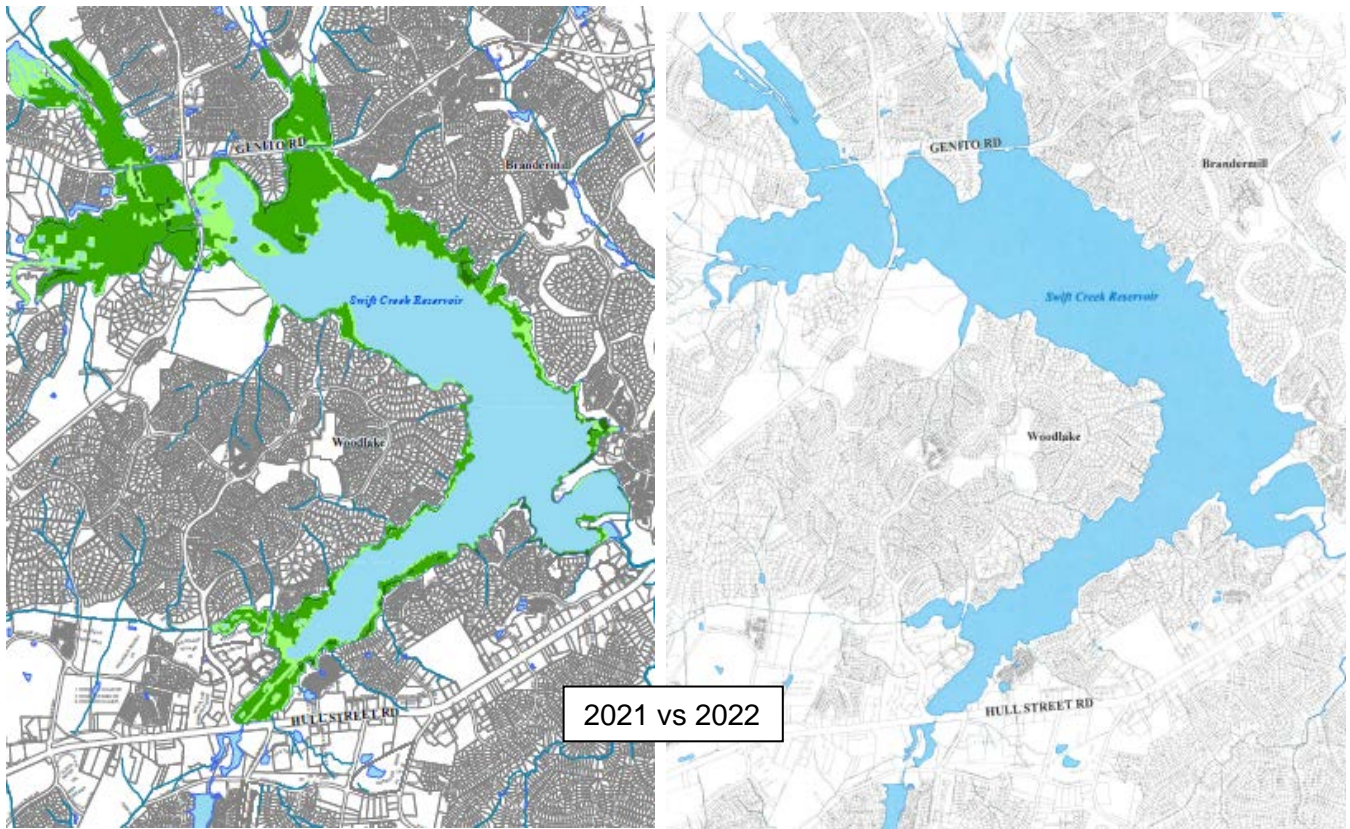 GENITO RD
Brandermill
Swift Creek Reservoir
Woodlake
HULL STREET RD
GENITO RD
Brandermill
Swift Creek Reservoir
Woodlake
HULL STREET RD
2021 vs 2022